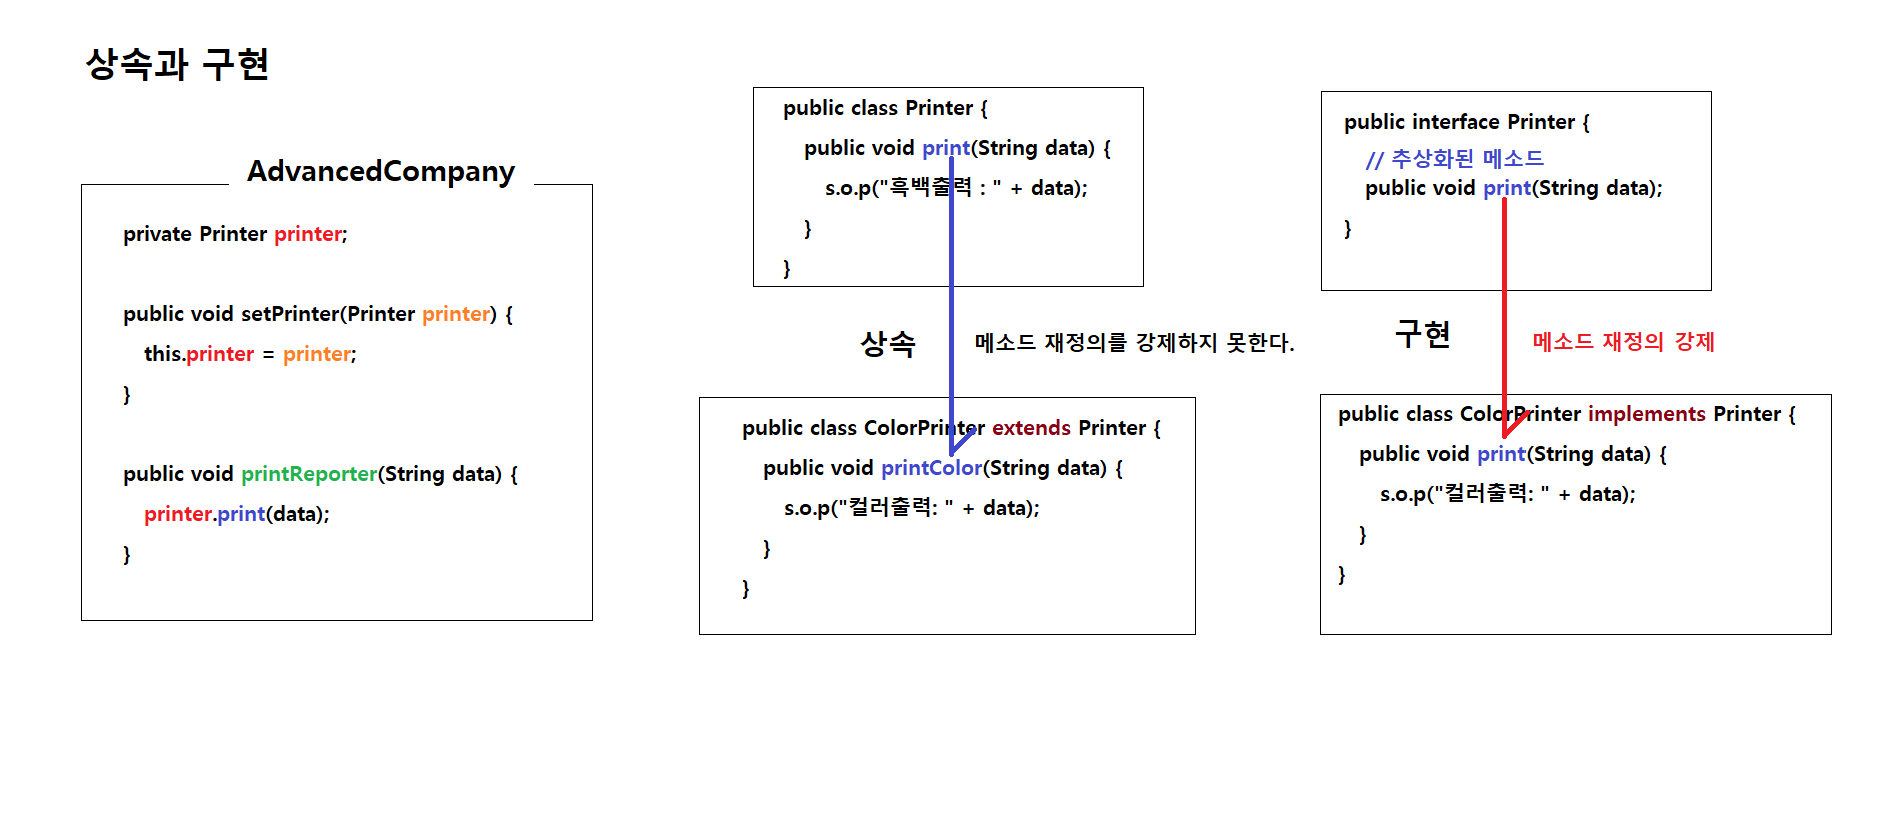 상속과 구현
AdvancedCompany
private Printer printer;
public void setPrinter(Printer printer) {
this.printer = printer;
}
public void printReporter(String data) {
printer.print(data);
}
public class Printer {
public void print(String data) {
s.o.p("흑백출력 : " + data);
}
}
상속
메소드 재정의를 강제하지 못한다.
public class ColorPrinter extends Printer {
public void printColor(String data) {
s.o.p("컬러출력: " + data);
}
}
public interface Printer {
// 추상화된 메소드
public void print(String data);
}
구현
메소드 재정의 강제
public class ColorPrinter implements Printer {
public void print(String data) {
s.o.p("컬러출력: " + data);
}
}